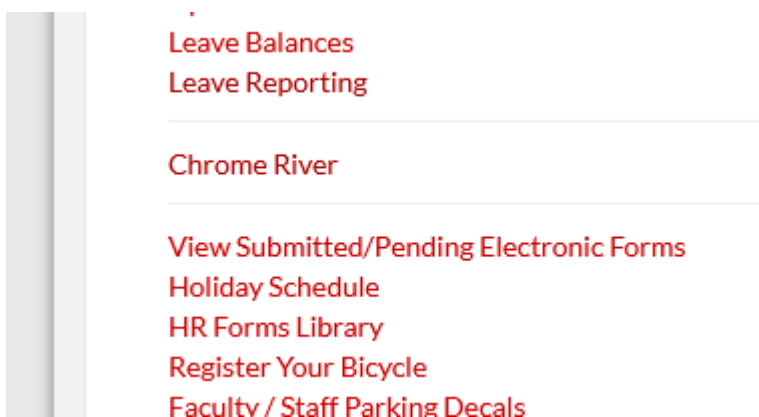 Leave Balances
Leave Reporting
Chrome River
View Submitted/Pending Electronic Forms
Holiday Schedule
HR Forms Library
Register Your Bicycle
Faculty / Staff Parking Decals